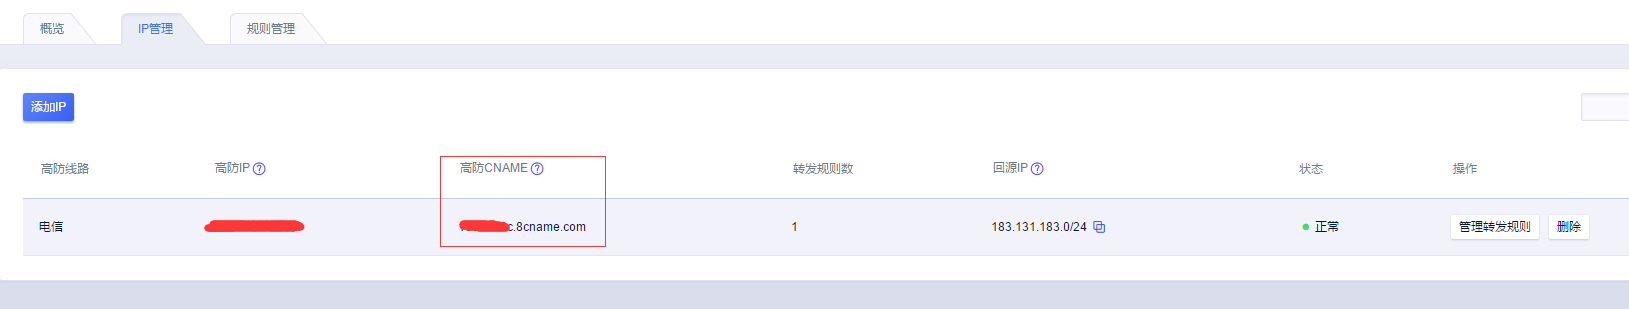 概览 IP管理 规则管理
添加IP
高防线路 高防IP 高防CNAME 转发规则数 回源IP 状态 操作
电信 c.8cname.com 1 183.131.183.0/24 正常 管理转发规则 删除